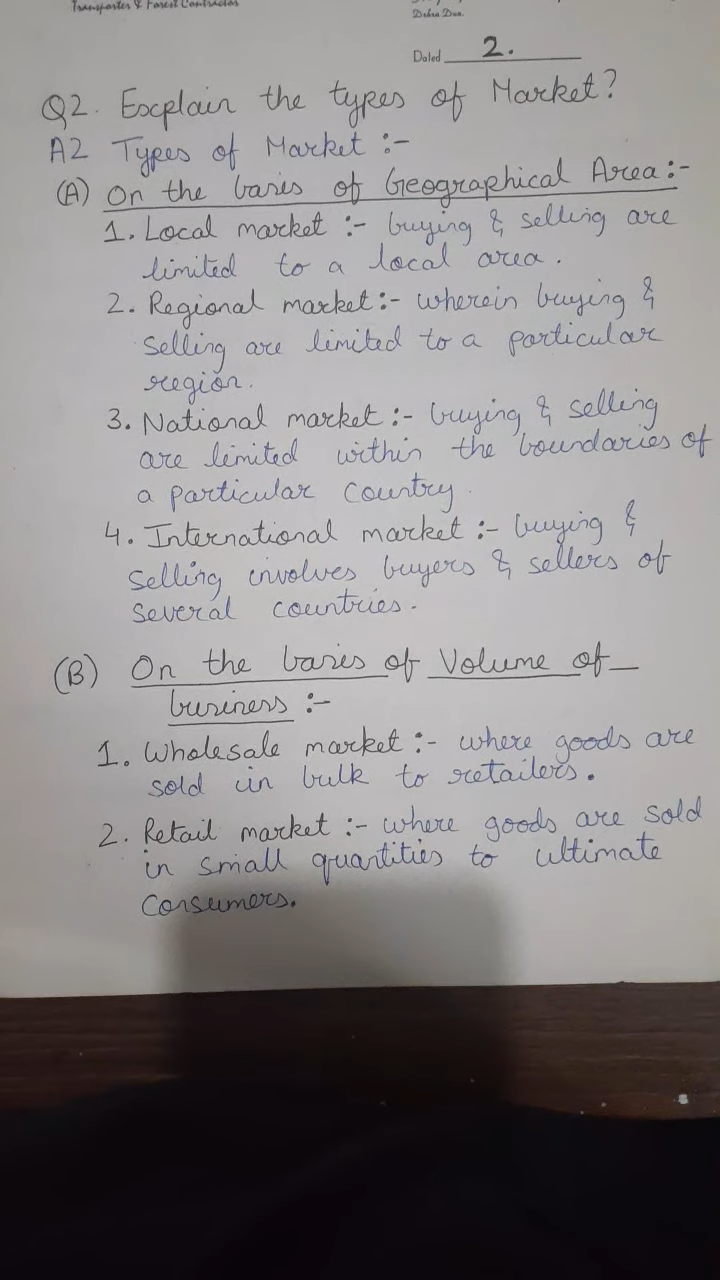 Transporter & Forest Contractor
Dehra Dun.
Dated 2.
Q2. Explain the types of Market?
A2 Types of Market :-
(A) On the basis of Geographical Area:-
1. Local market :- buying & selling are
limited to a local area.
2. Regional market:- wherein buying &
selling are limited to a particular
region.
3. National market :- buying & selling
are limited within the boundaries of
a particular country.
4. International market :- buying &
selling involves buyers & sellers of
several countries.
(B) On the basis of Volume of
business :-
1. Wholesale market :- where goods are
sold in bulk to retailers.
2. Retail market :- where goods are sold
in small quantities to ultimate
consumers.